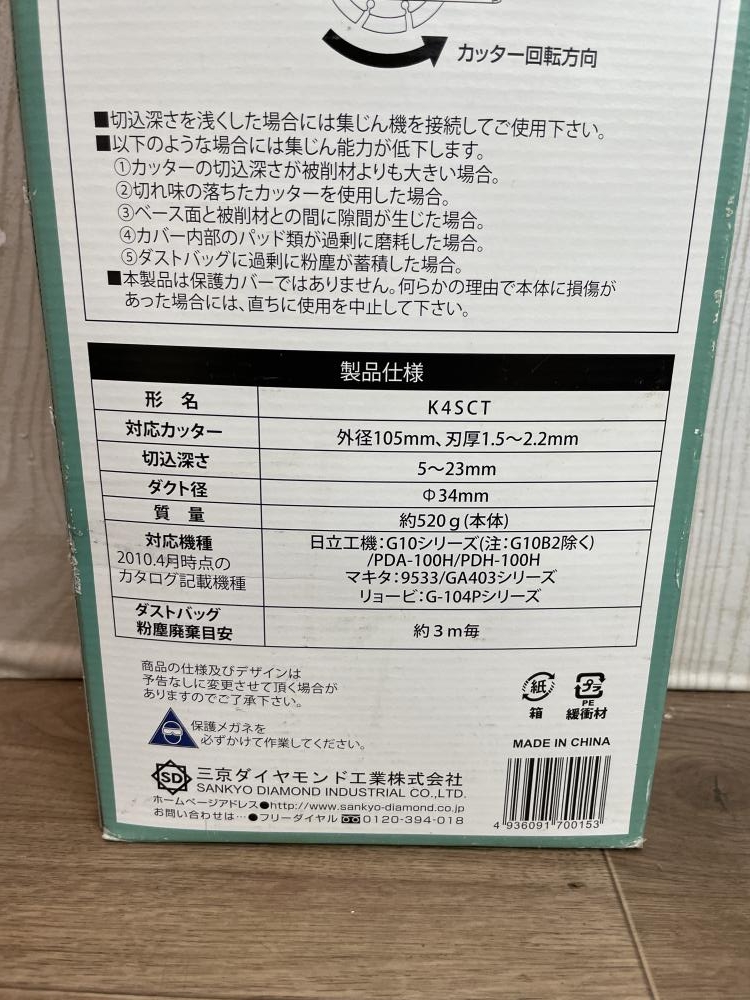 カッター回転方向
■切込深さを浅くした場合には集じん機を接続してご使用下さい。
■以下のような場合には集じん能力が低下します。
①カッターの切込深さが被削材よりも大きい場合。
②切れ味の落ちたカッターを使用した場合。
③ベース面と被削材との間に隙間が生じた場合。
④カバー内部のパッド類が過剰に磨耗した場合。
⑤ダストバッグに過剰に粉塵が蓄積した場合。
■本製品は保護カバーではありません。何らかの理由で本体に損傷が
あった場合には、直ちに使用を中止して下さい。
製品仕様
形 名 K4SCT
対応カッター 外径105mm、刃厚1.5〜2.2mm
切込深さ 5〜23mm
ダクト径 Φ34mm
質 量 約520g(本体)
対応機種
2010.4月時点の
カタログ記載機種
日立工機：G10シリーズ(注：G10B2除く)
/PDA-100H/PDH-100H
マキタ：9533/GA403シリーズ
リョービ：G-104Pシリーズ
ダストバッグ
粉塵廃棄目安
約3m毎
商品の仕様及びデザインは
予告なしに変更させて頂く場合が
ありますのでご了承下さい。
紙
箱
プラ
PE
緩衝材
保護メガネを
必ずかけて作業してください。
MADE IN CHINA
SD 三京ダイヤモンド工業株式会社
SANKYO DIAMOND INDUSTRIAL CO.,LTD.
ホームページアドレス●http://www.sankyo-diamond.co.jp
お問い合わせは…●フリーダイヤル 0120-394-018
4 936091 700153